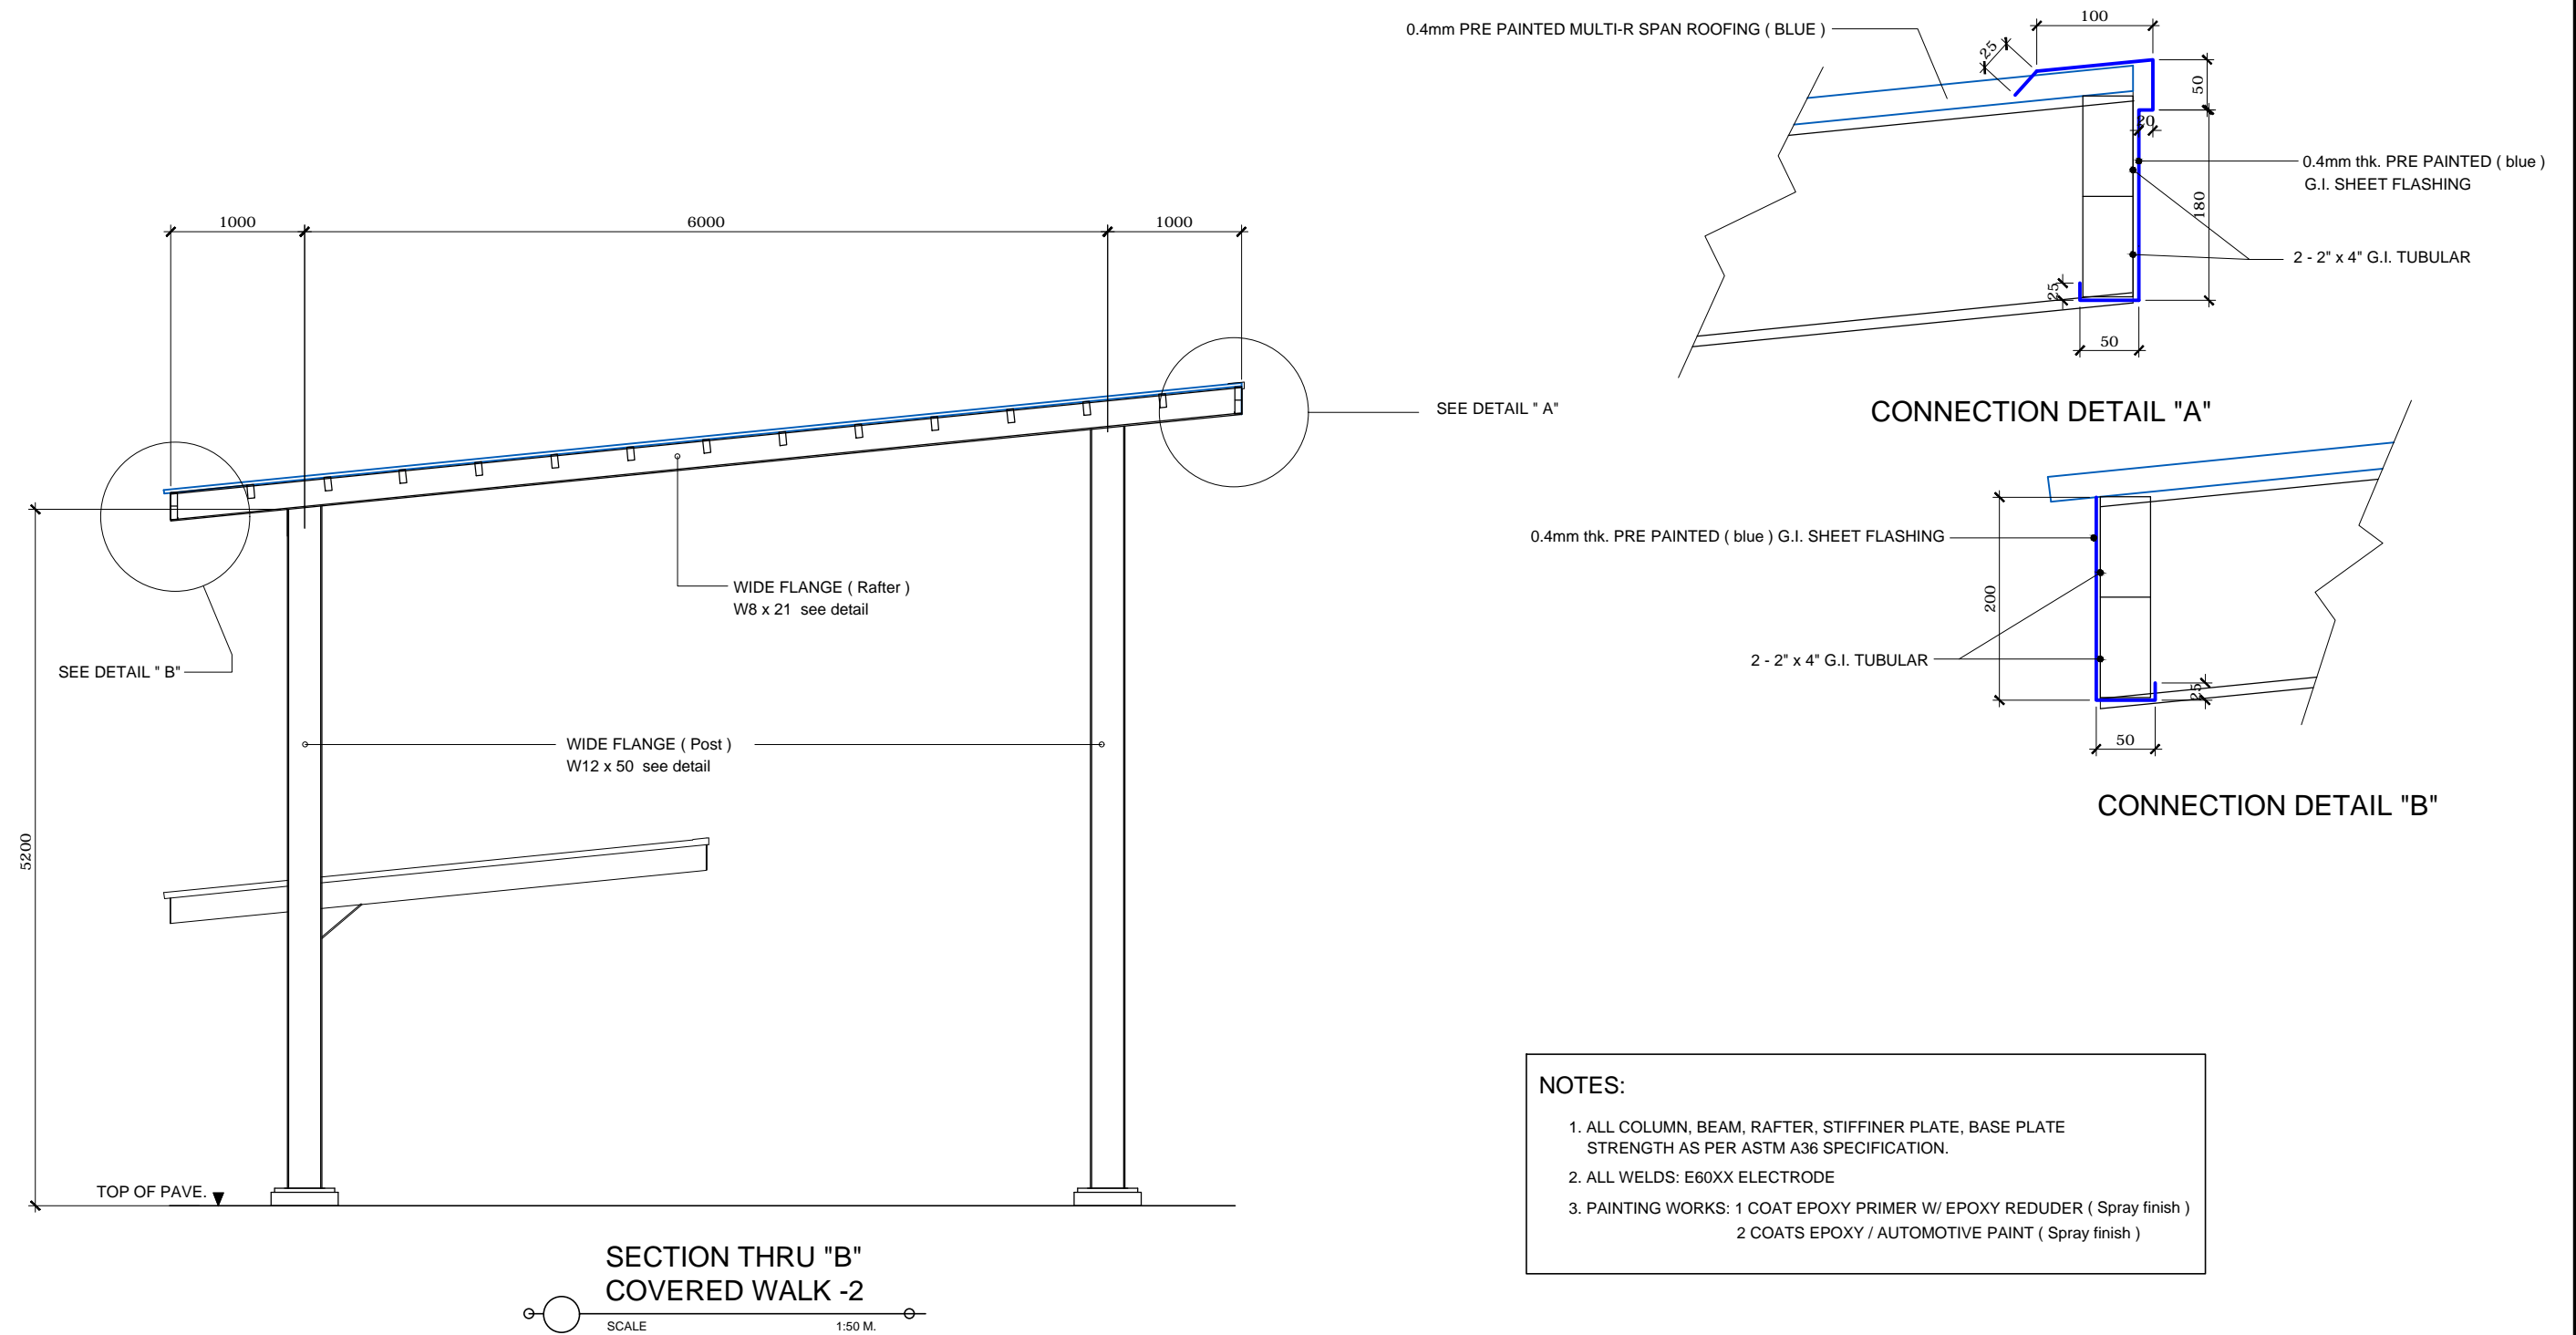 1000
6000
1000
SEE DETAIL " A"
WIDE FLANGE ( Rafter )
W8 x 21  see detail
SEE DETAIL " B"
WIDE FLANGE ( Post )
W12 x 50  see detail
5200
TOP OF PAVE.
SECTION THRU "B"
COVERED WALK -2
SCALE
1:50 M.
0.4mm PRE PAINTED MULTI-R SPAN ROOFING ( BLUE )
100
25
50
20
0.4mm thk. PRE PAINTED ( blue )
G.I. SHEET FLASHING
180
2 - 2" x 4" G.I. TUBULAR
25
50
CONNECTION DETAIL "A"
0.4mm thk. PRE PAINTED ( blue ) G.I. SHEET FLASHING
200
2 - 2" x 4" G.I. TUBULAR
25
50
CONNECTION DETAIL "B"
NOTES:
1. ALL COLUMN, BEAM, RAFTER, STIFFINER PLATE, BASE PLATE
STRENGTH AS PER ASTM A36 SPECIFICATION.
2. ALL WELDS: E60XX ELECTRODE
3. PAINTING WORKS: 1 COAT EPOXY PRIMER W/ EPOXY REDUDER ( Spray finish )
2 COATS EPOXY / AUTOMOTIVE PAINT ( Spray finish )